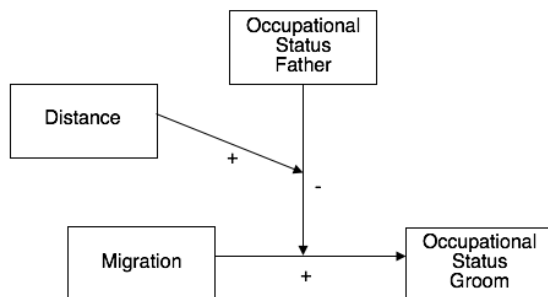 Occupational
Status
Father
Distance
+
-
Migration
+
Occupational
Status
Groom